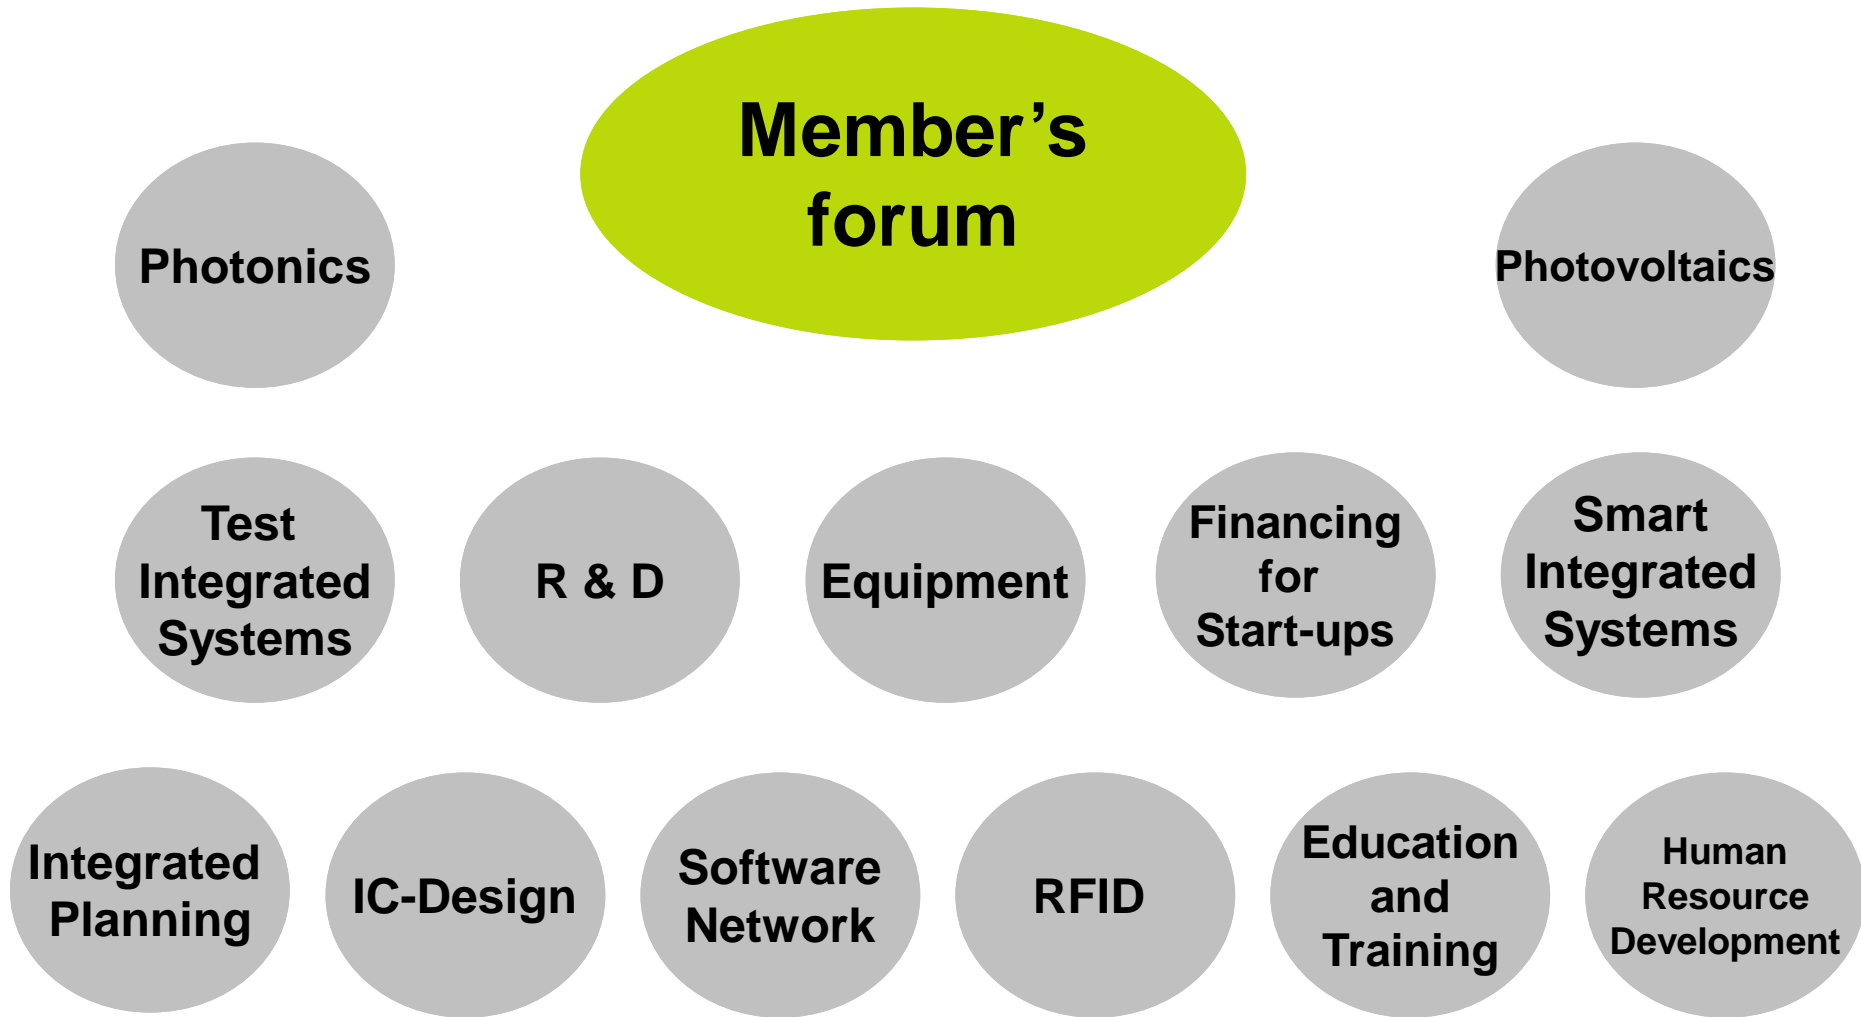 Member’s
forum
Photonics
Photovoltaics
Test
Integrated
Systems
R & D
Equipment
Financing
for
Start-ups
Smart
Integrated
Systems
Integrated
Planning
IC-Design
Software
Network
RFID
Education
and
Training
Human
Resource
Development